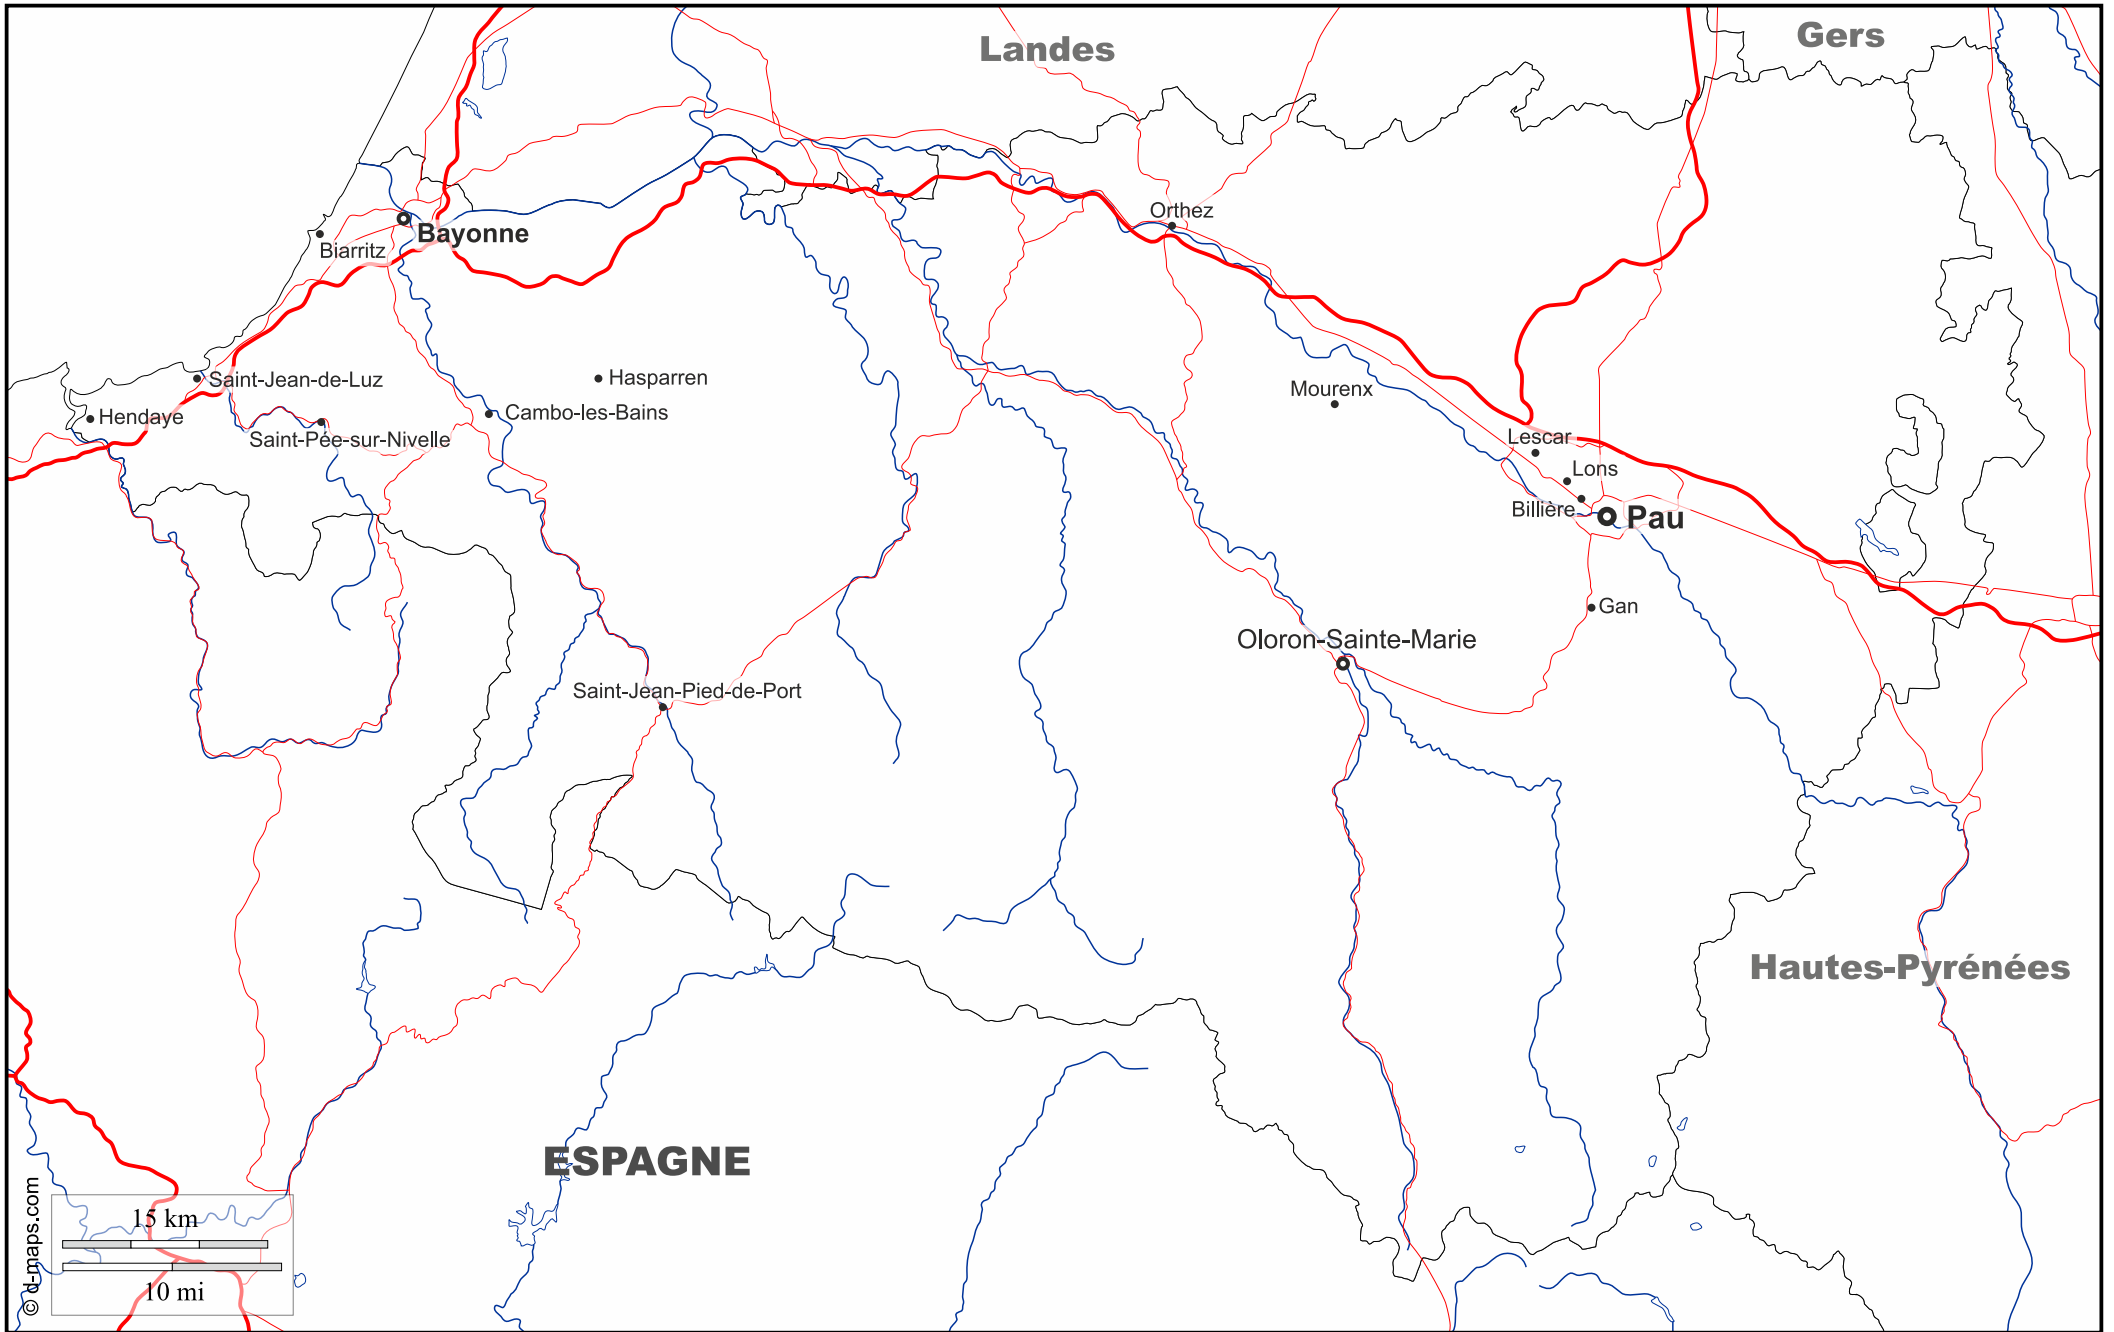 Landes
Gers
Orthez
Bayonne
Biarritz
Saint-Jean-de-Luz
Hasparren
Mourenx
Hendaye
Cambo-les-Bains
Saint-Pée-sur-Nivelle
Lescar
Lons
Billière
Pau
Gan
Oloron-Sainte-Marie
Saint-Jean-Pied-de-Port
Hautes-Pyrénées
ESPAGNE
15 km
10 mi
© d-maps.com